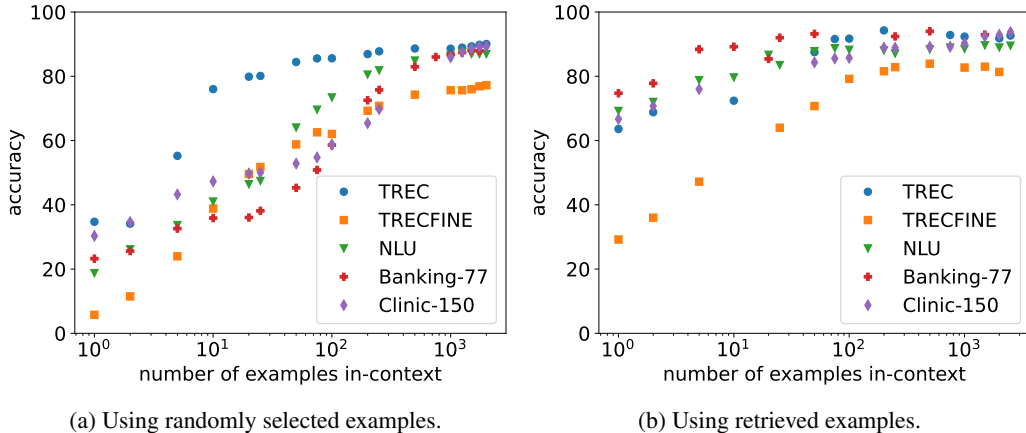 100
80
60
40
20
0
accuracy
10^0
10^1
10^2
10^3
number of examples in-context
TREC
TRECFINE
NLU
Banking-77
Clinic-150
(a) Using randomly selected examples.
100
80
60
40
20
0
accuracy
10^0
10^1
10^2
10^3
number of examples in-context
TREC
TRECFINE
NLU
Banking-77
Clinic-150
(b) Using retrieved examples.